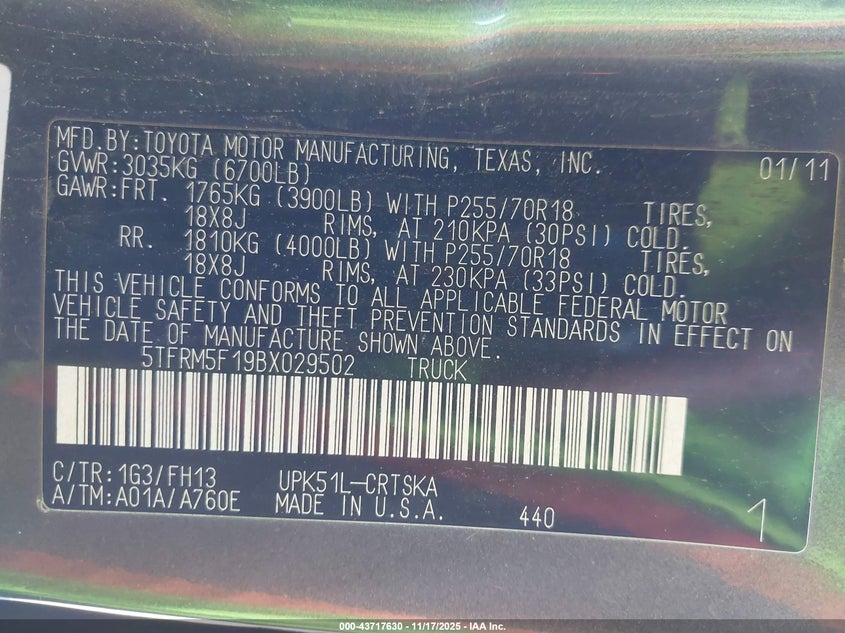 MFD.BY:TOYOTA MOTOR MANUFACTURING, TEXAS, INC. 01/11
GVWR:3035KG (6700LB)
GAWR:FRT. 1765KG (3900LB) WITH P255/70R18 TIRES,
18X8J RIMS, AT 210KPA (30PSI) COLD.
RR. 1810KG (4000LB) WITH P255/70R18 TIRES,
18X8J RIMS, AT 230KPA (33PSI) COLD.
THIS VEHICLE CONFORMS TO ALL APPLICABLE FEDERAL MOTOR
VEHICLE SAFETY AND THEFT PREVENTION STANDARDS IN EFFECT ON
THE DATE OF MANUFACTURE SHOWN ABOVE.
5TFRM5F19BX029502 TRUCK
C/TR:1G3/FH13 UPK51L-CRTSKA
A/TM:A01A/A760E MADE IN U.S.A. 440 1
000-43717630 - 11/17/2025 - IAA Inc.